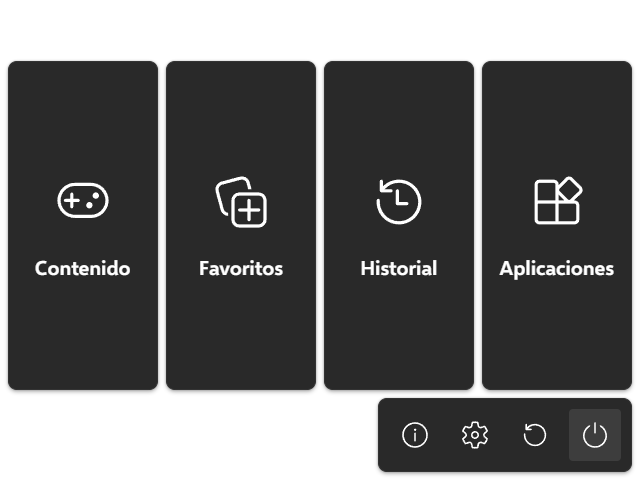 Contenido
Favoritos
Historial
Aplicaciones